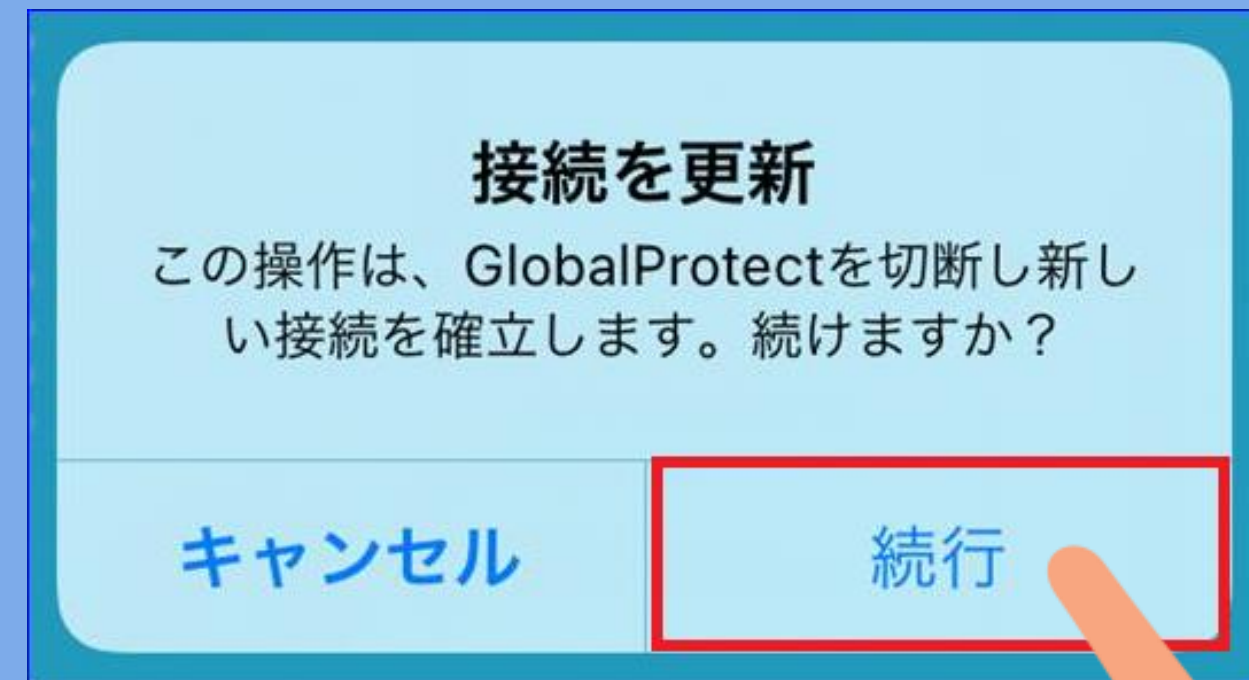 接続を更新
この操作は、GlobalProtectを切断し新し
い接続を確立します。続けますか？
キャンセル
続行